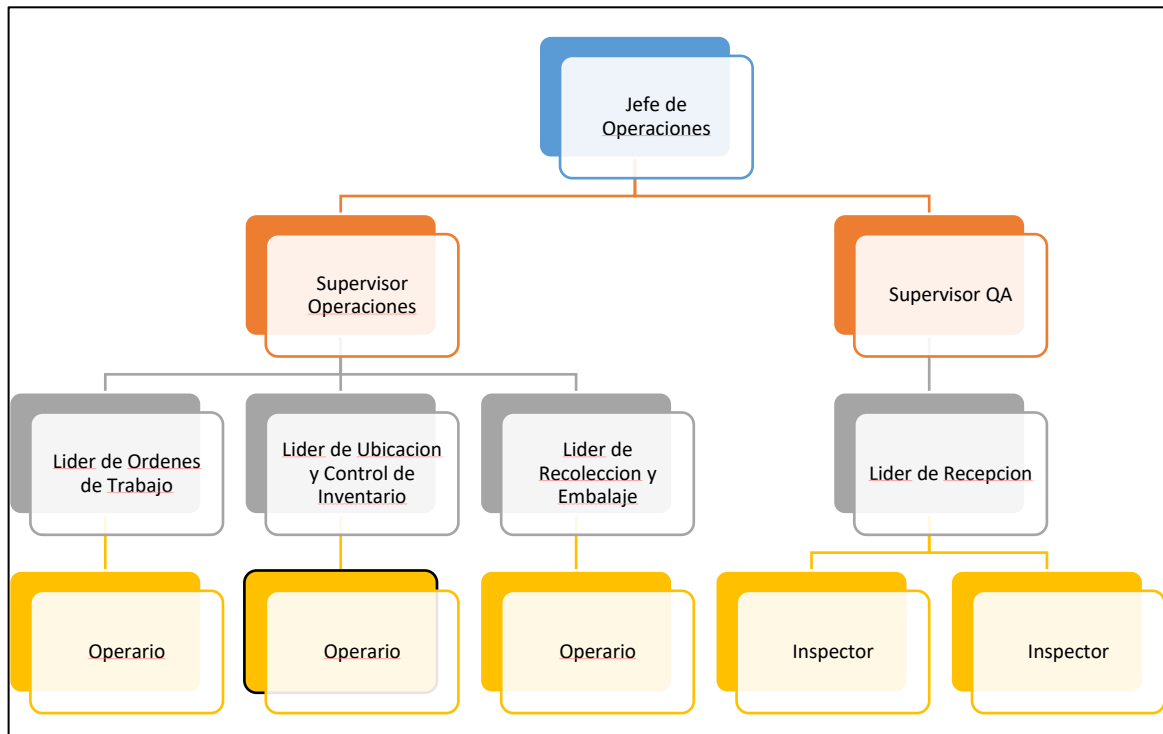 Jefe de
Operaciones
Supervisor
Operaciones
Supervisor QA
Lider de Ordenes
de Trabajo
Lider de Ubicacion
y Control de
Inventario
Lider de
Recoleccion y
Embalaje
Lider de Recepcion
Operario
Operario
Operario
Inspector
Inspector